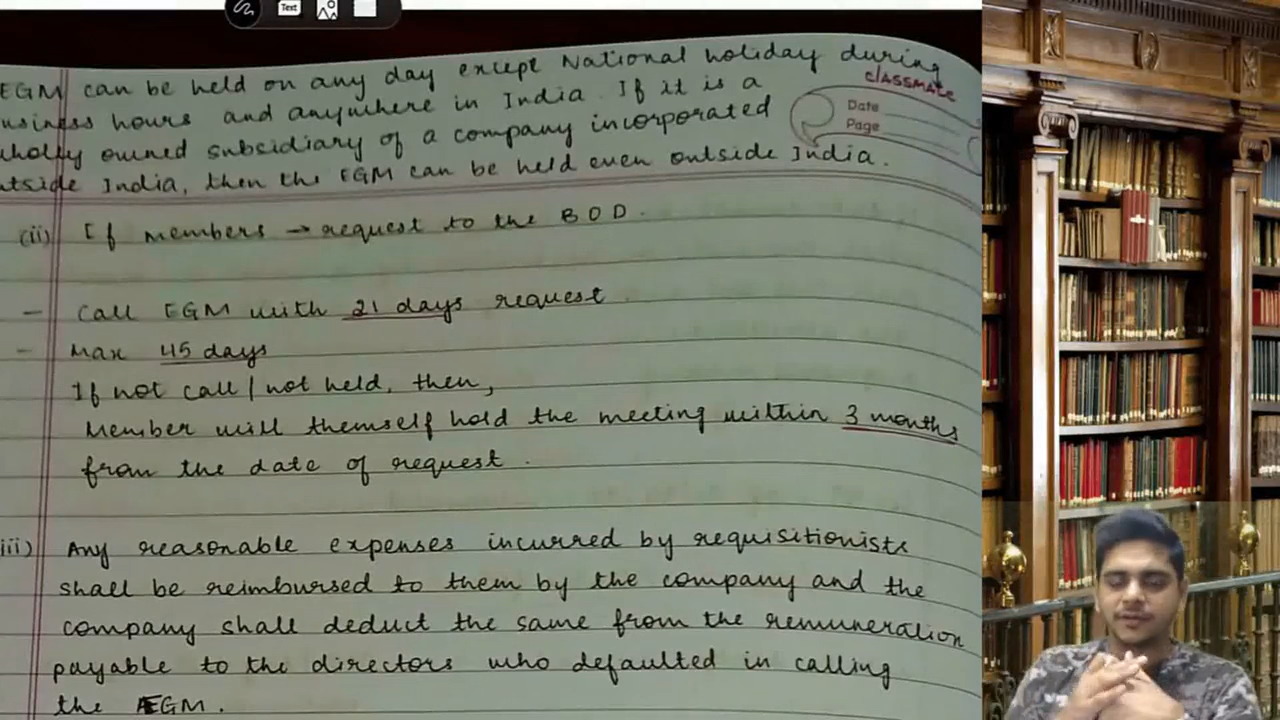 Text
EGM can be held on any day except National holiday during
usiness hours and anywhere in India. If it is a
classmate
Date
Page
wholly owned subsidiary of a company incorporated
utside India, then the EGM can be held even outside India.
(ii) If members → request to the BOD.
- Call EGM with 21 days request
- Max 45 days
If not call / not held, then,
Member will themself hold the meeting within 3 months
from the date of request.
iii) Any reasonable expenses incurred by requisitionists
shall be reimbursed to them by the company and the
company shall deduct the same from the remuneration
payable to the directors who defaulted in calling
the EGM.